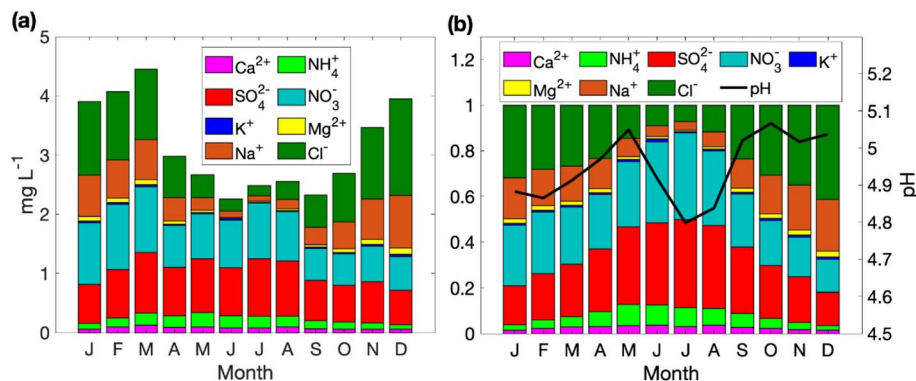 (a)
5
4
3
2
1
0
mg L⁻¹
Ca²⁺ NH₄⁺
SO₄²⁻ NO₃⁻
K⁺ Mg²⁺
Na⁺ Cl⁻
J F M A M J J A S O N D
Month
(b)
1.2
1
0.8
0.6
0.4
0.2
0
Ca²⁺ NH₄⁺ SO₄²⁻ NO₃⁻ K⁺
Mg²⁺ Na⁺ Cl⁻ pH
5.2
5.1
5
4.9
4.8
4.7
4.6
4.5
pH
J F M A M J J A S O N D
Month